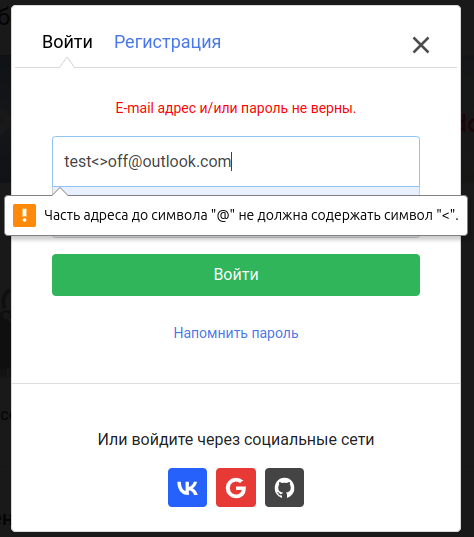 Войти Регистрация
E-mail адрес и/или пароль не верны.
test<>off@outlook.com
Часть адреса до символа "@" не должна содержать символ "<".
Войти
Напомнить пароль
Или войдите через социальные сети